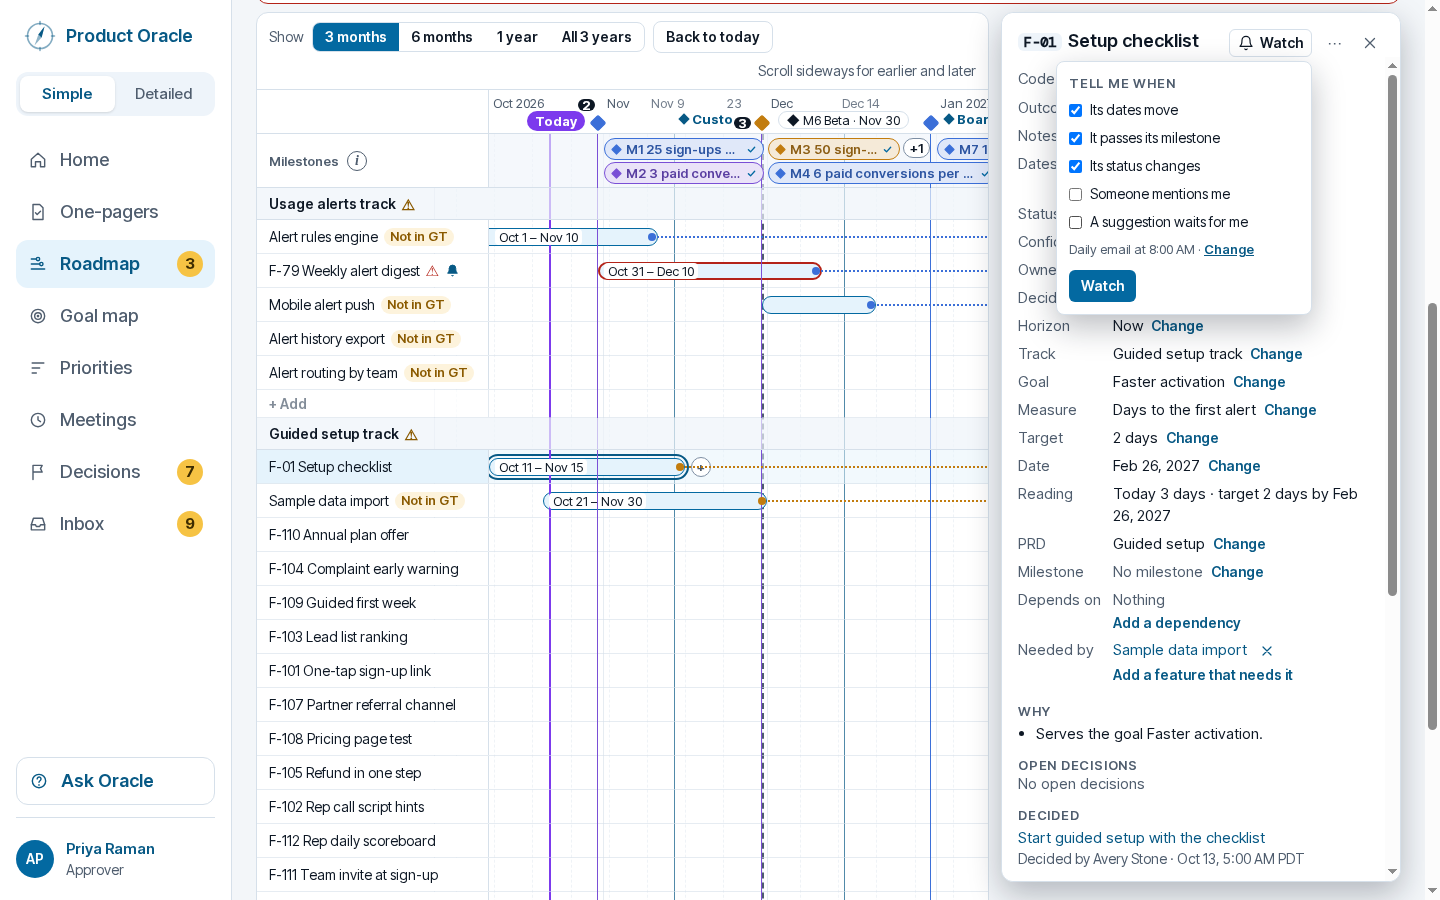 Product Oracle
Simple
Detailed
Home
One-pagers
Roadmap
3
Goal map
Priorities
Meetings
Decisions
7
Inbox
9
Ask Oracle
AP
Priya Raman
Approver
Show
3 months
6 months
1 year
All 3 years
Back to today
Scroll sideways for earlier and later
Oct 2026
2
Nov
Nov 9
23
Dec
Dec 14
Jan 2027
Today
Custo
3
M6 Beta · Nov 30
Boar
Milestones
i
M1 25 sign-ups ...
M3 50 sign-...
+1
M7 1
M2 3 paid conve...
M4 6 paid conversions per ...
Usage alerts track
Alert rules engine
Not in GT
Oct 1 – Nov 10
F-79 Weekly alert digest
Oct 31 – Dec 10
Mobile alert push
Not in GT
Alert history export
Not in GT
Alert routing by team
Not in GT
+ Add
Guided setup track
F-01 Setup checklist
Oct 11 – Nov 15
+
Sample data import
Not in GT
Oct 21 – Nov 30
F-110 Annual plan offer
F-104 Complaint early warning
F-109 Guided first week
F-103 Lead list ranking
F-101 One-tap sign-up link
F-107 Partner referral channel
F-108 Pricing page test
F-105 Refund in one step
F-102 Rep call script hints
F-112 Rep daily scoreboard
F-111 Team invite at sign-up
F-01 Setup checklist
Watch
...
Code
Outco
Notes
Dates
Status
Confid
Owne
Decid
TELL ME WHEN
Its dates move
It passes its milestone
Its status changes
Someone mentions me
A suggestion waits for me
Daily email at 8:00 AM · Change
Watch
Horizon
Now Change
Track
Guided setup track Change
Goal
Faster activation Change
Measure
Days to the first alert Change
Target
2 days Change
Date
Feb 26, 2027 Change
Reading
Today 3 days · target 2 days by Feb
26, 2027
PRD
Guided setup Change
Milestone
No milestone Change
Depends on
Nothing
Add a dependency
Needed by
Sample data import
Add a feature that needs it
WHY
• Serves the goal Faster activation.
OPEN DECISIONS
No open decisions
DECIDED
Start guided setup with the checklist
Decided by Avery Stone · Oct 13, 5:00 AM PDT